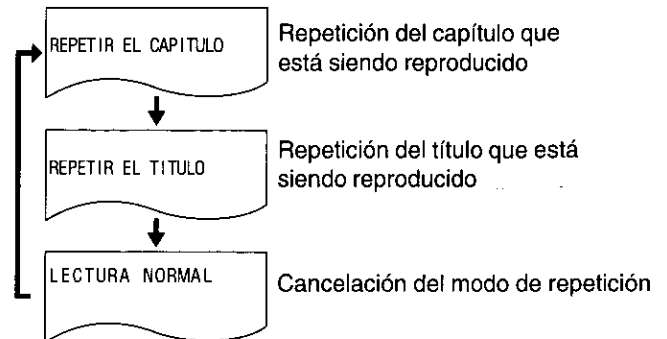 REPETIR EL CAPITULO
Repetición del capítulo que
está siendo reproducido
REPETIR EL TITULO
Repetición del título que está
siendo reproducido
LECTURA NORMAL
Cancelación del modo de repetición